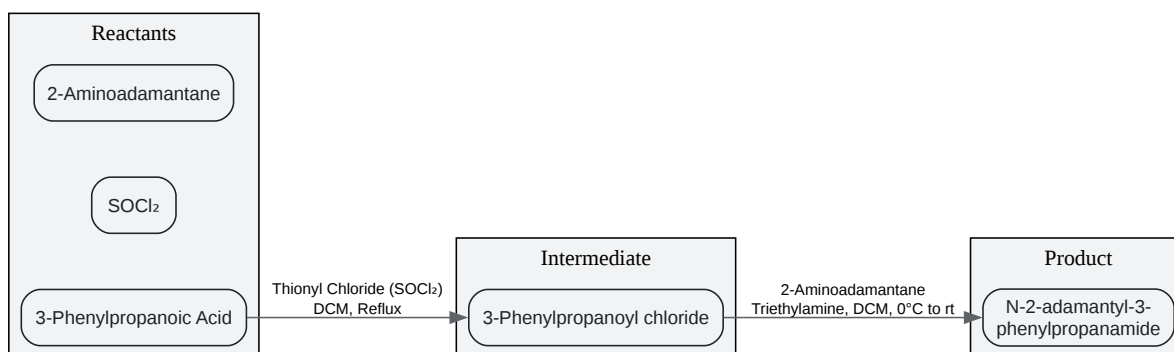 Reactants
2-Aminoadamantane
SOCl₂
3-Phenylpropanoic Acid
Thionyl Chloride (SOCl₂)
DCM, Reflux
Intermediate
3-Phenylpropanoyl chloride
2-Aminoadamantane
Triethylamine, DCM, 0°C to rt
Product
N-2-adamantyl-3-
phenylpropanamide